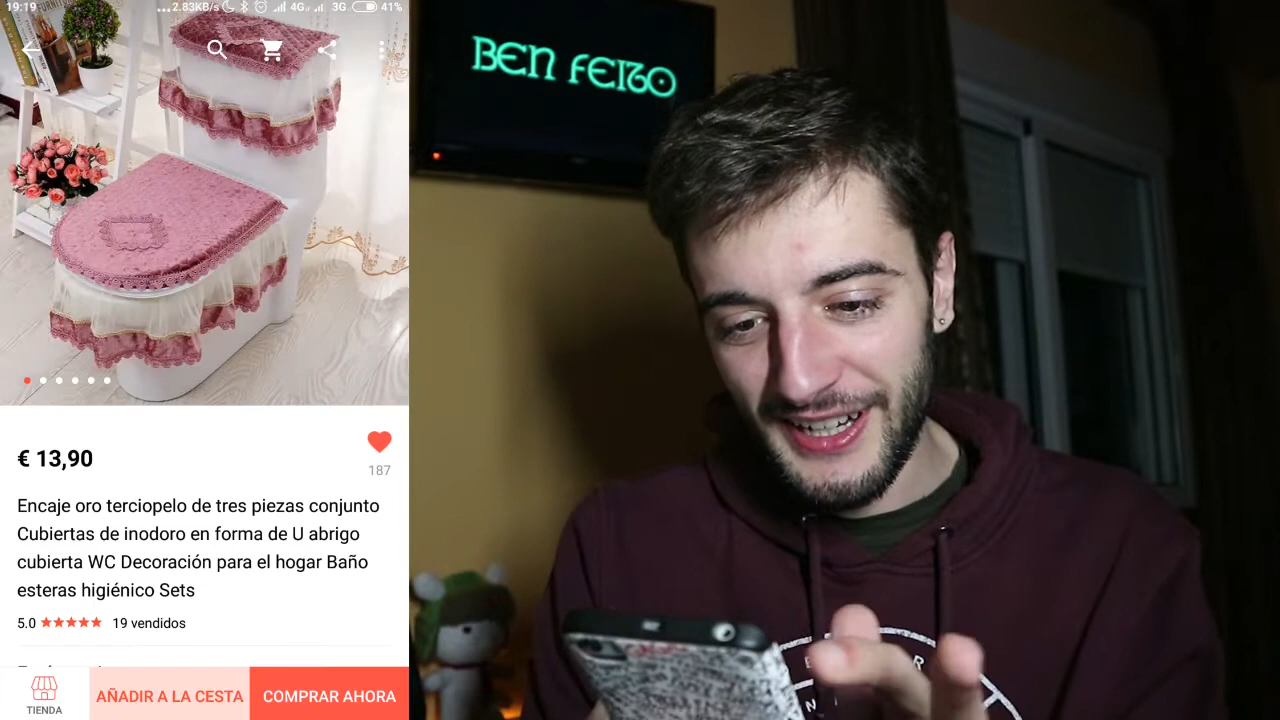 19:19
...2.83KB/s
4G
3G
41%
BEN FEITO
€ 13,90
187
Encaje oro terciopelo de tres piezas conjunto
Cubiertas de inodoro en forma de U abrigo
cubierta WC Decoración para el hogar Baño
esteras higiénico Sets
5.0 ★★★★★ 19 vendidos
TIENDA
AÑADIR A LA CESTA
COMPRAR AHORA